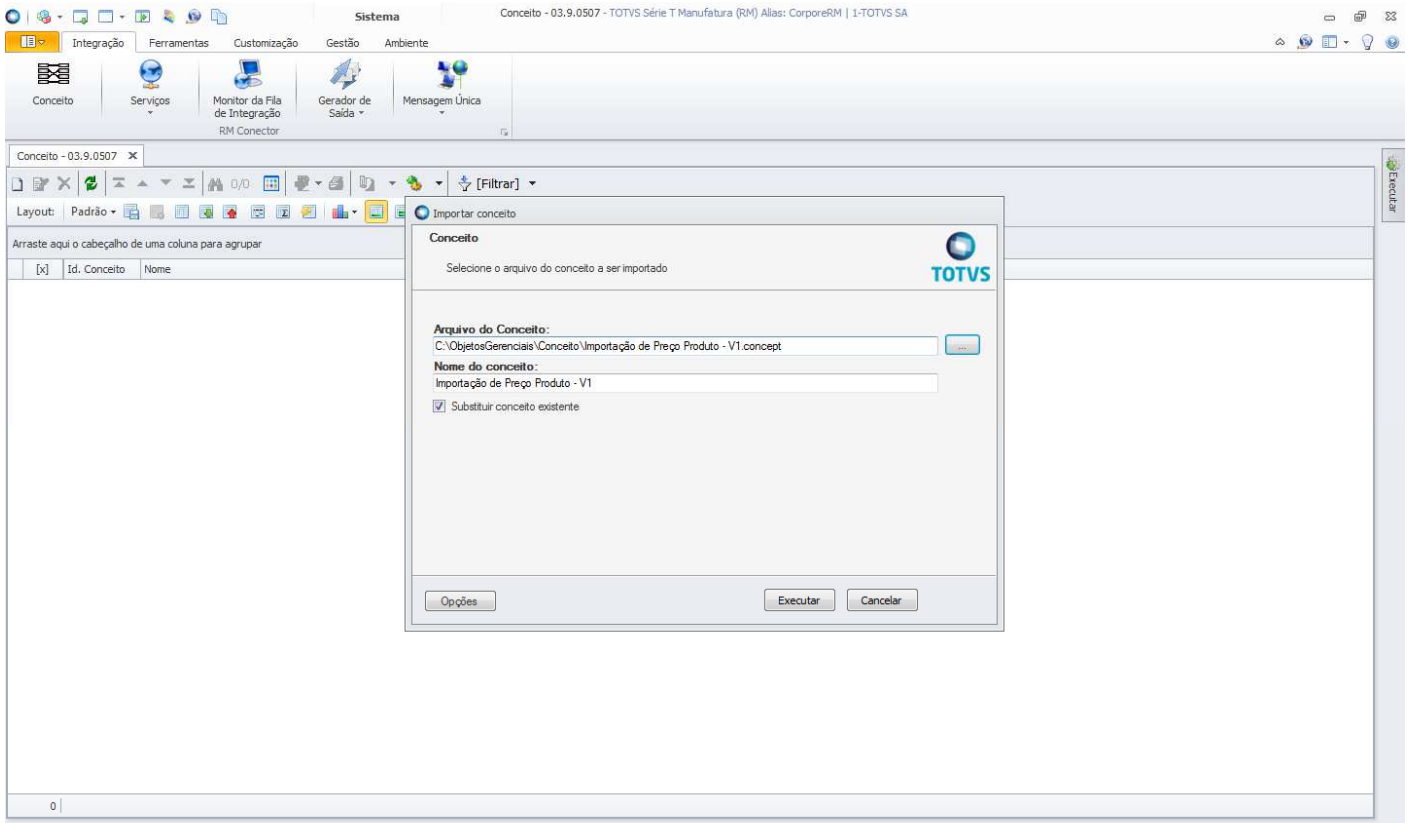 Sistema
Conceito - 03.9.0507 - TOTVS Série T Manufatura (RM) Alias: CorporeRM | 1-TOTVS SA
Integração Ferramentas Customização Gestão Ambiente
Conceito Serviços Monitor da Fila de Integração Gerador de Saída Mensagem Única
RM Conector
Conceito - 03.9.0507 X
0/0 [Filtrar]
Layout: Padrão
Arraste aqui o cabeçalho de uma coluna para agrupar
[x] Id. Conceito Nome
Executar
Importar conceito
Conceito
Selecione o arquivo do conceito a ser importado
TOTVS
Arquivo do Conceito:
C:\ObjetosGerenciais\Conceito\Importação de Preço Produto - V1.concept
...
Nome do conceito:
Importação de Preço Produto - V1
Substituir conceito existente
Opções Executar Cancelar
0